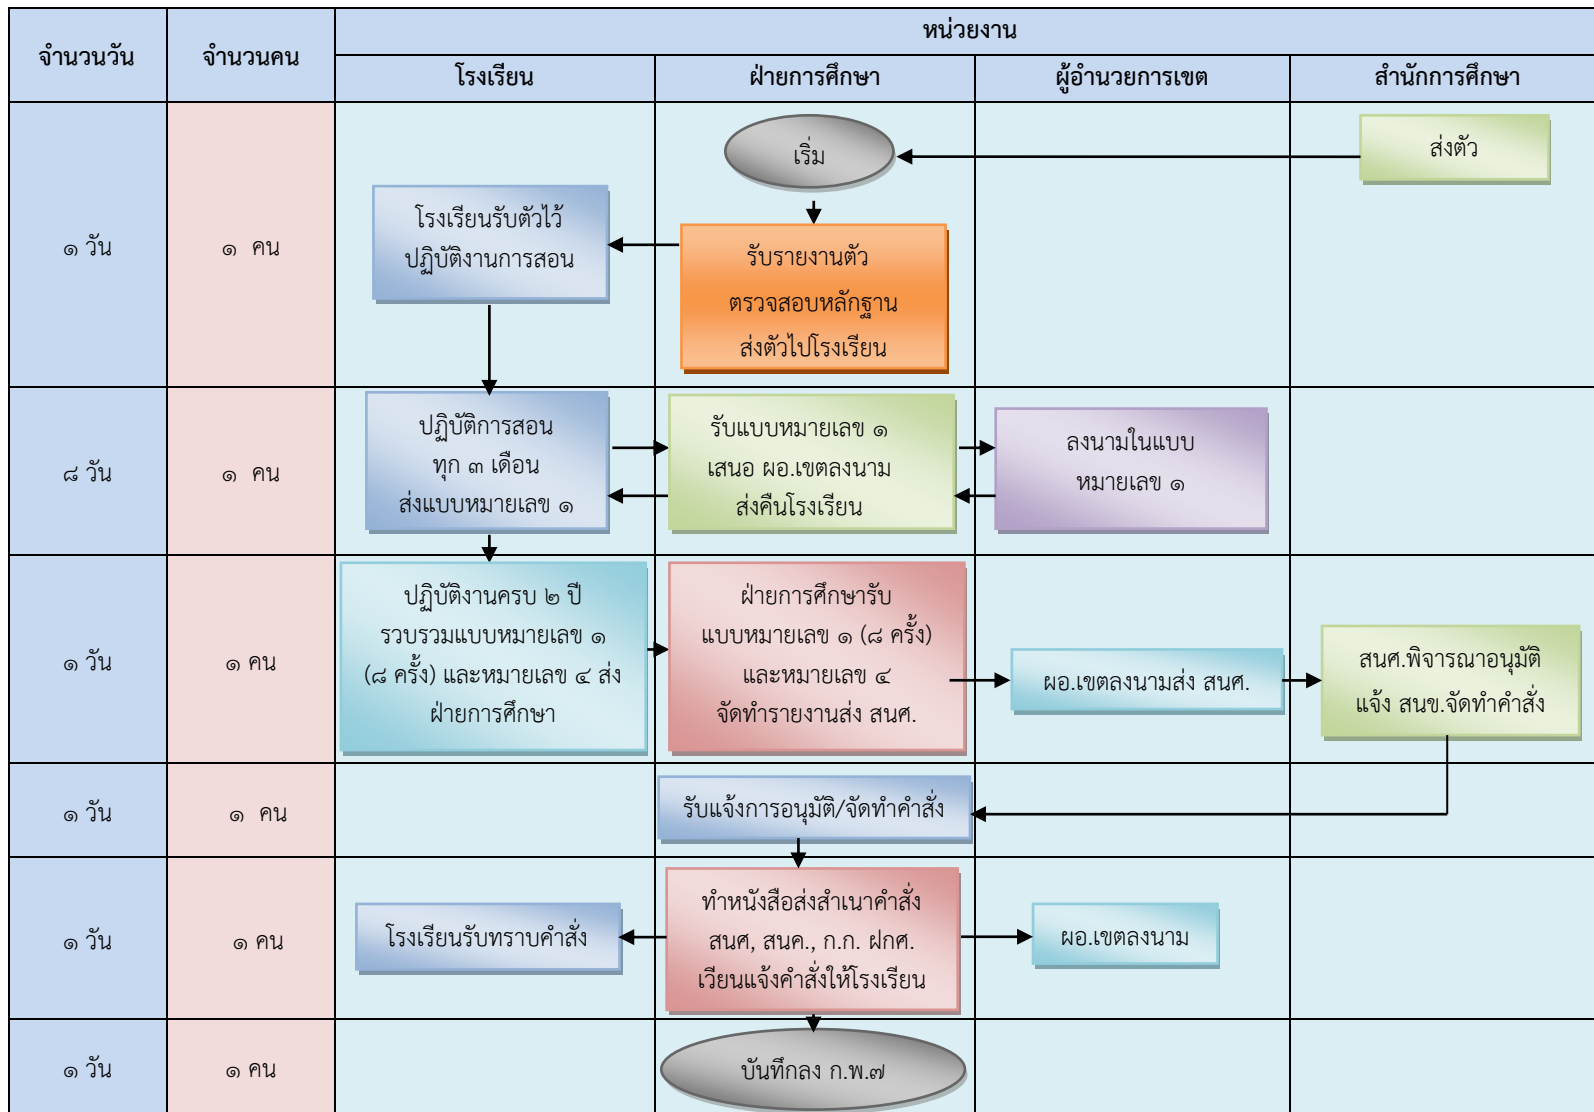 จำนวนวัน
จำนวนคน
หน่วยงาน
โรงเรียน
ฝ่ายการศึกษา
ผู้อำนวยการเขต
สำนักการศึกษา
๑ วัน
๑ คน
เริ่ม
ส่งตัว
โรงเรียนรับตัวไว้
ปฏิบัติงานการสอน
รับรายงานตัว
ตรวจสอบหลักฐาน
ส่งตัวไปโรงเรียน
๘ วัน
๑ คน
ปฏิบัติการสอน
ทุก ๓ เดือน
ส่งแบบหมายเลข ๑
รับแบบหมายเลข ๑
เสนอ ผอ.เขตลงนาม
ส่งคืนโรงเรียน
ลงนามในแบบ
หมายเลข ๑
๑ วัน
๑ คน
ปฏิบัติงานครบ ๒ ปี
รวบรวมแบบหมายเลข ๑
(๘ ครั้ง) และหมายเลข ๔ ส่ง
ฝ่ายการศึกษา
ฝ่ายการศึกษารับ
แบบหมายเลข ๑ (๘ ครั้ง)
และหมายเลข ๔
จัดทำรายงานส่ง สนศ.
ผอ.เขตลงนามส่ง สนศ.
สนศ.พิจารณาอนุมัติ
แจ้ง สนข.จัดทำคำสั่ง
๑ วัน
๑ คน
รับแจ้งการอนุมัติ/จัดทำคำสั่ง
๑ วัน
๑ คน
โรงเรียนรับทราบคำสั่ง
ทำหนังสือส่งสำเนาคำสั่ง
สนศ, สนค., ก.ก. ฝกศ.
เวียนแจ้งคำสั่งให้โรงเรียน
ผอ.เขตลงนาม
๑ วัน
๑ คน
บันทึกลง ก.พ.๗